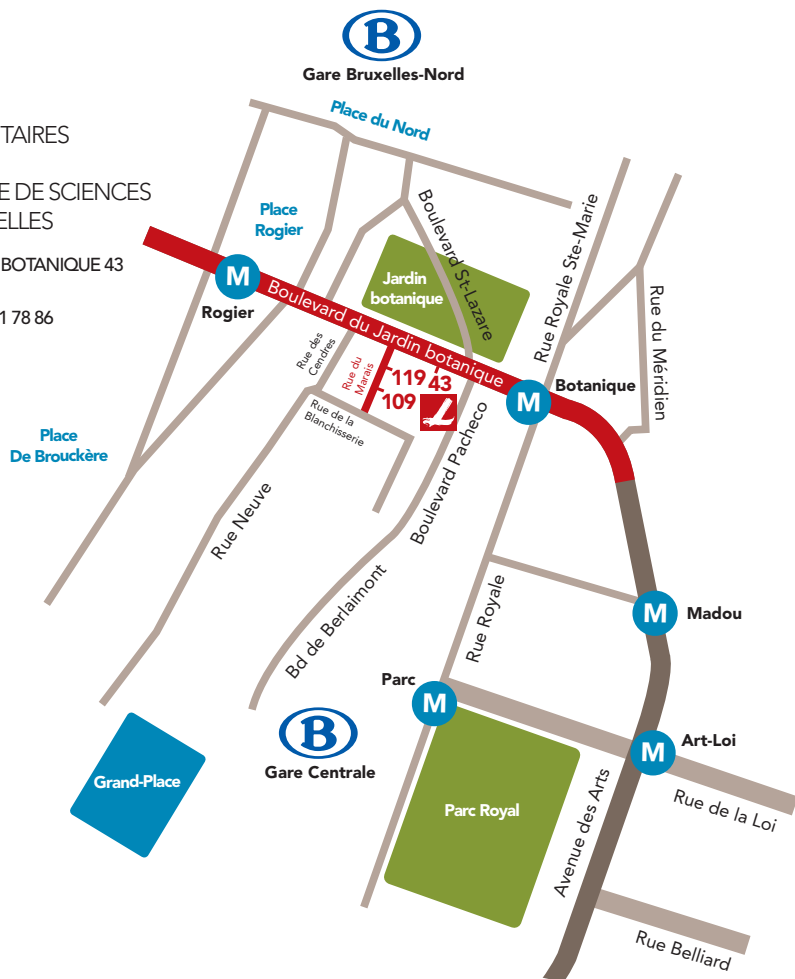 B
Gare Bruxelles-Nord
TAIRES
E DE SCIENCES
ELLES
BOTANIQUE 43
1 78 86
Place du Nord
Place
Rogier
Boulevard St-Lazare
Rue Royale Ste-Marie
Jardin
botanique
M
Rogier
Boulevard du Jardin botanique
Rue du Méridien
Rue des
Cendres
Rue du
Marais
119
43
109
M
Botanique
Rue de la
Blanchisserie
Place
De Brouckère
Rue Neuve
Boulevard Pacheco
Bd de Berlaimont
Rue Royale
M
Madou
Parc
M
B
Gare Centrale
M
Art-Loi
Grand-Place
Parc Royal
Avenue des Arts
Rue de la Loi
Rue Belliard